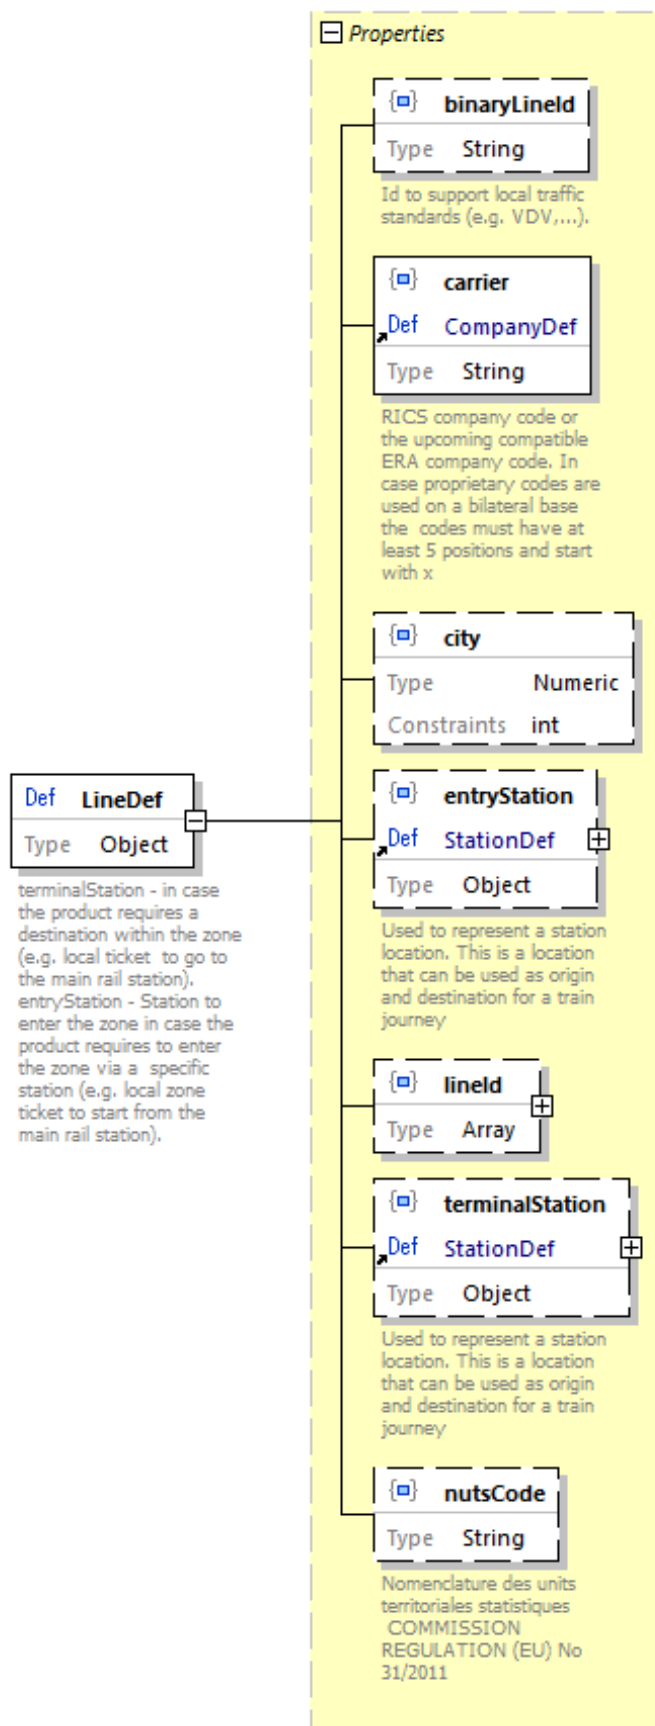 Properties
{} binaryLineId
Type String
Id to support local traffic
standards (e.g. VDV,...).
{} carrier
Def CompanyDef
Type String
RICS company code or
the upcoming compatible
ERA company code. In
case proprietary codes are
used on a bilateral base
the codes must have at
least 5 positions and start
with x
{} city
Type Numeric
Constraints int
Def LineDef
Type Object
terminalStation - in case
the product requires a
destination within the zone
(e.g. local ticket to go to
the main rail station).
entryStation - Station to
enter the zone in case the
product requires to enter
the zone via a specific
station (e.g. local zone
ticket to start from the
main rail station).
{} entryStation
Def StationDef
Type Object
Used to represent a station
location. This is a location
that can be used as origin
and destination for a train
journey
{} lineId
Type Array
{} terminalStation
Def StationDef
Type Object
Used to represent a station
location. This is a location
that can be used as origin
and destination for a train
journey
{} nutsCode
Type String
Nomenclature des units
territoriales statistiques
COMMISSION
REGULATION (EU) No
31/2011